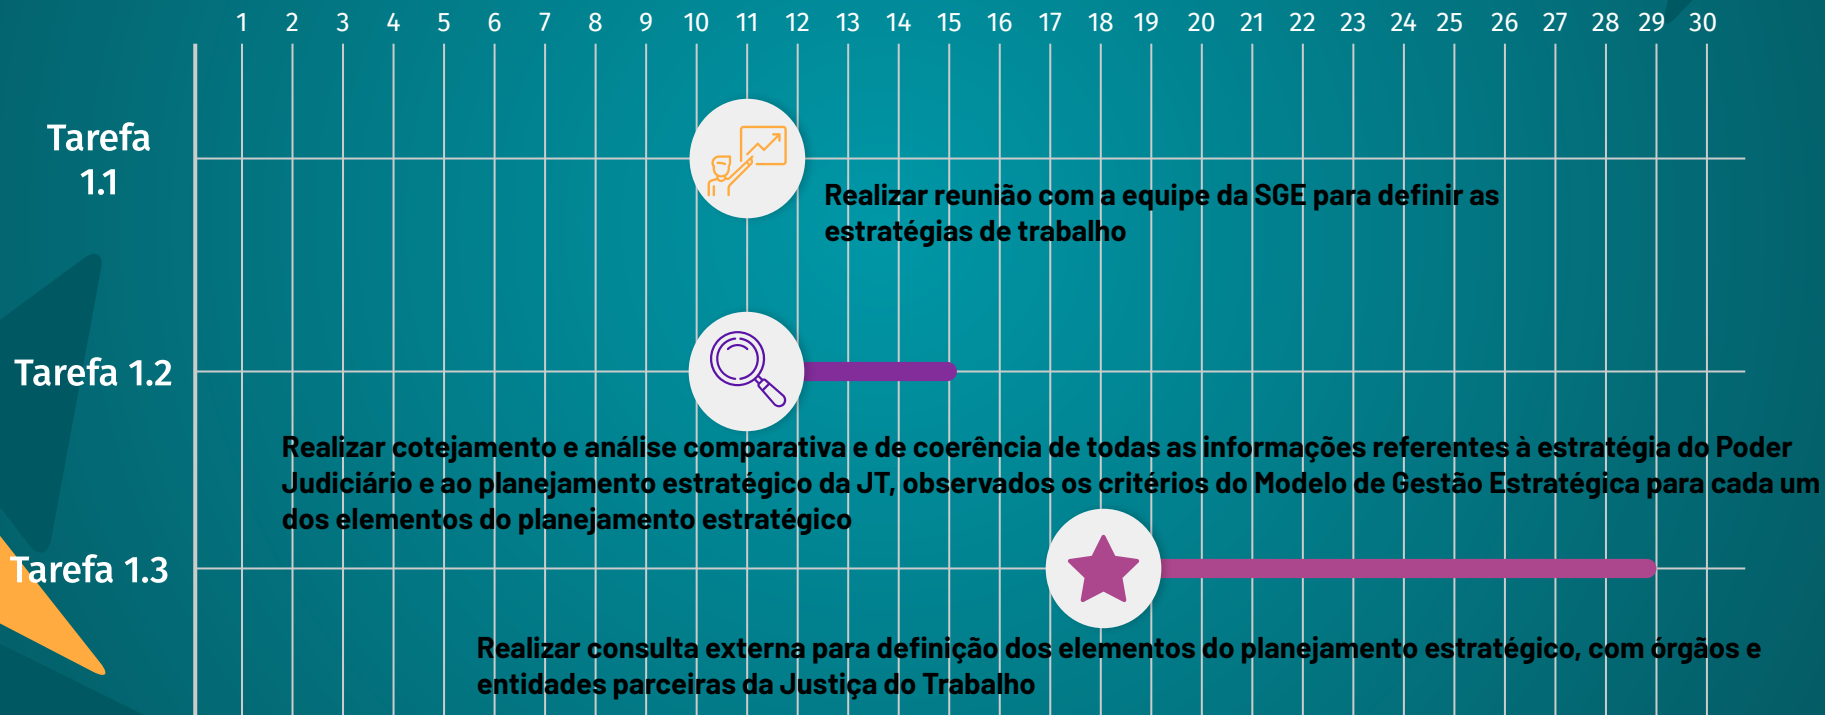 1 2 3 4 5 6 7 8 9 10 11 12 13 14 15 16 17 18 19 20 21 22 23 24 25 26 27 28 29 30
Tarefa
1.1
Realizar reunião com a equipe da SGE para definir as
estratégias de trabalho
Tarefa 1.2
Realizar cotejamento e análise comparativa e de coerência de todas as informações referentes à estratégia do Poder
Judiciário e ao planejamento estratégico da JT, observados os critérios do Modelo de Gestão Estratégica para cada um
dos elementos do planejamento estratégico
Tarefa 1.3
Realizar consulta externa para definição dos elementos do planejamento estratégico, com órgãos e
entidades parceiras da Justiça do Trabalho